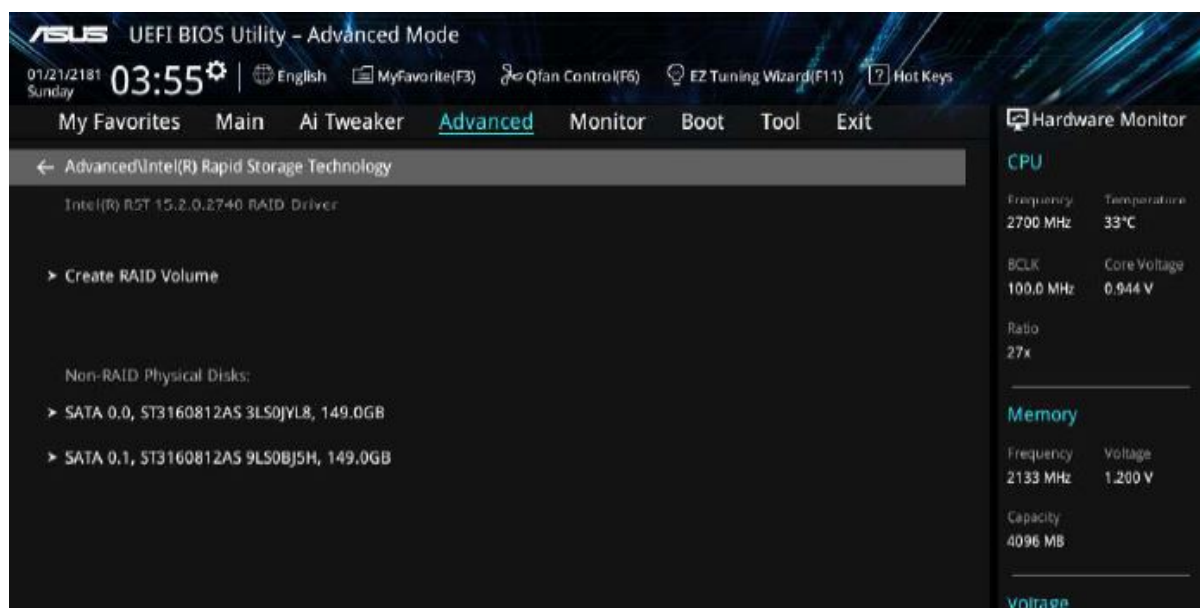 ASUS UEFI BIOS Utility – Advanced Mode
01/21/2181
Sunday
03:55
English MyFavorite(F3) Qfan Control(F6) EZ Tuning Wizard(F11) ? Hot Keys
My Favorites Main Ai Tweaker Advanced Monitor Boot Tool Exit
← Advanced\Intel(R) Rapid Storage Technology
Intel(R) RST 15.2.0.2740 RAID Driver
> Create RAID Volume
Non-RAID Physical Disks:
> SATA 0.0, ST3160812AS 3LS0JYL8, 149.0GB
> SATA 0.1, ST3160812AS 9LS0BJ5H, 149.0GB
Hardware Monitor
CPU
Frequency Temperature
2700 MHz 33°C
BCLK Core Voltage
100.0 MHz 0.944 V
Ratio
27x
Memory
Frequency Voltage
2133 MHz 1.200 V
Capacity
4096 MB
Voltage